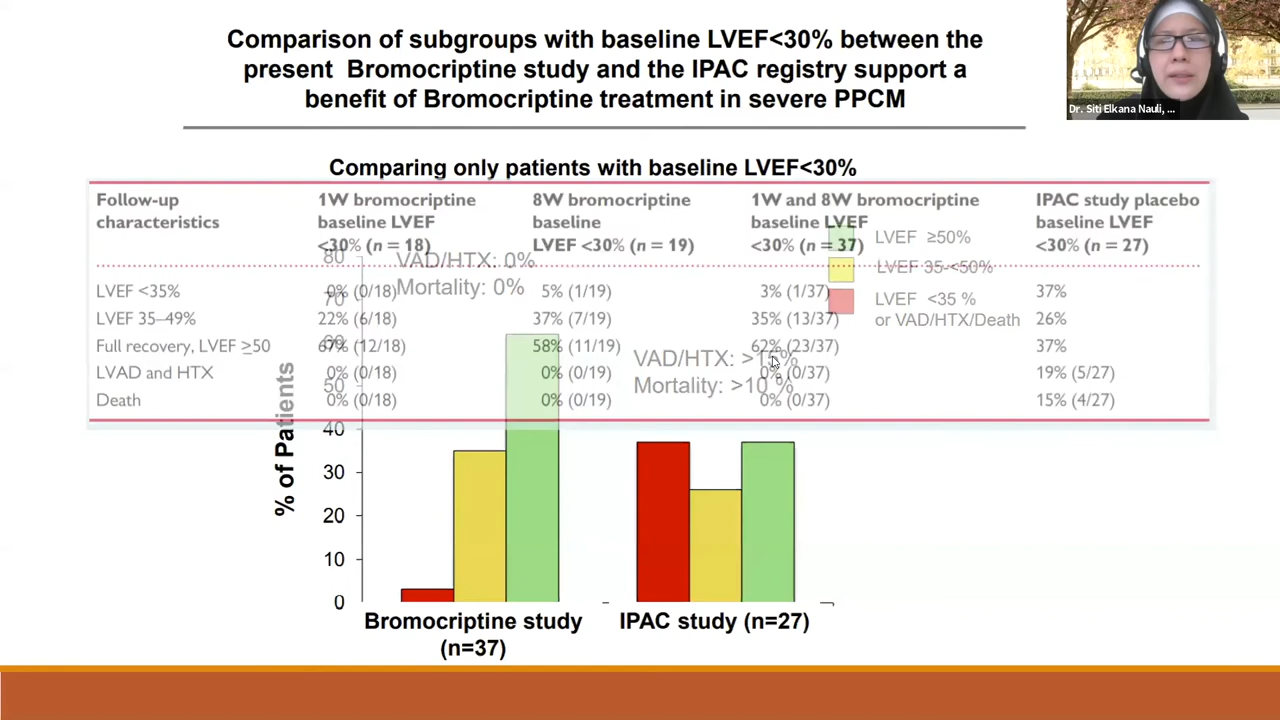 Comparison of subgroups with baseline LVEF<30% between the
present Bromocriptine study and the IPAC registry support a
benefit of Bromocriptine treatment in severe PPCM
Dr. Siti Elkana Nauli, ...
Comparing only patients with baseline LVEF<30%
Follow-up characteristics
1W bromocriptine baseline LVEF <30% (n = 18)
8W bromocriptine baseline LVEF <30% (n = 19)
1W and 8W bromocriptine baseline LVEF <30% (n = 37)
IPAC study placebo baseline LVEF <30% (n = 27)
LVEF <35% 0% (0/18) 5% (1/19) 3% (1/37) 37%
LVEF 35–49% 22% (6/18) 37% (7/19) 35% (13/37) 26%
Full recovery, LVEF ≥50 67% (12/18) 58% (11/19) 62% (23/37) 37%
LVAD and HTX 0% (0/18) 0% (0/19) 0% (0/37) 19% (5/27)
Death 0% (0/18) 0% (0/19) 0% (0/37) 15% (4/27)
VAD/HTX: 0%
Mortality: 0%
VAD/HTX: >15%
Mortality: >10 %
LVEF ≥50%
LVEF 35-<50%
LVEF <35 %
or VAD/HTX/Death
% of Patients
80
70
60
50
40
30
20
10
0
Bromocriptine study
(n=37)
IPAC study (n=27)